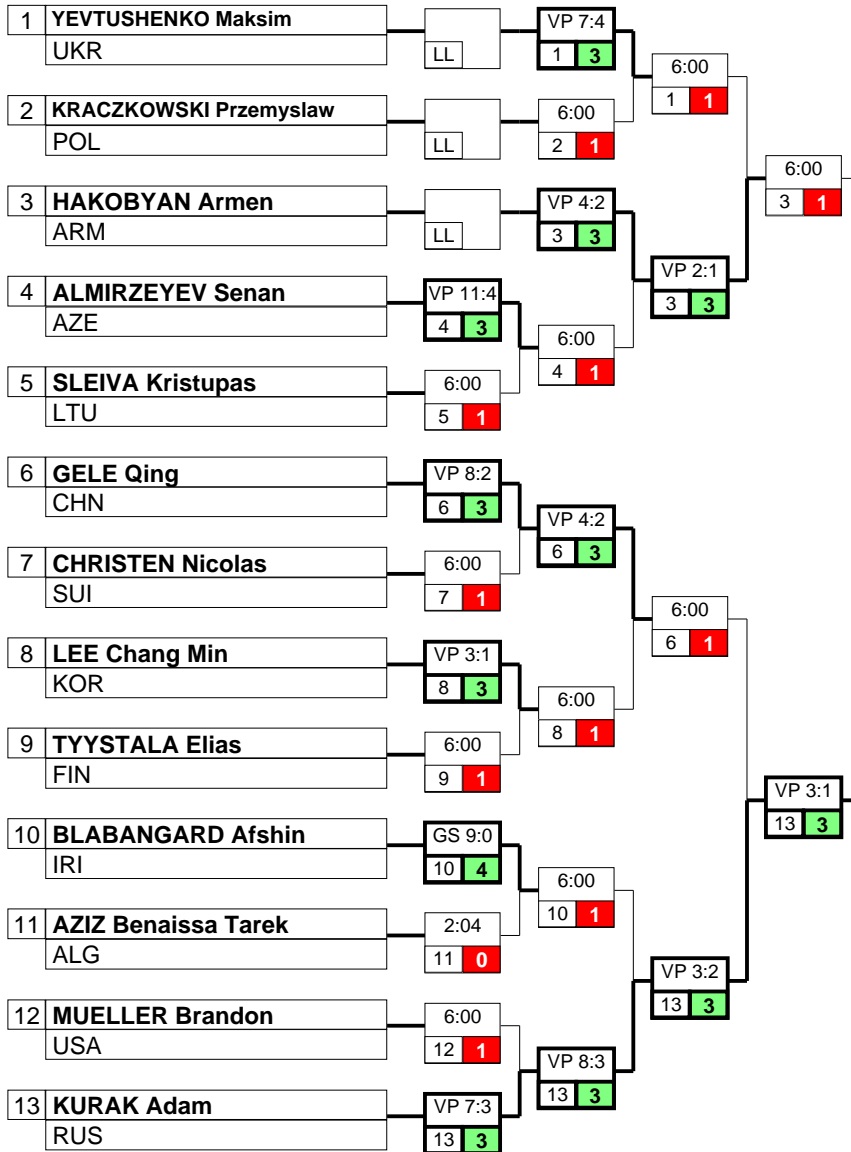 1 YEVTUSHENKO Maksim
UKR
LL
VP 7:4
1 3
6:00
1 1
2 KRACZKOWSKI Przemyslaw
POL
LL
6:00
2 1
6:00
3 1
3 HAKOBYAN Armen
ARM
LL
VP 4:2
3 3
VP 2:1
3 3
4 ALMIRZEYEV Senan
AZE
VP 11:4
4 3
6:00
4 1
5 SLEIVA Kristupas
LTU
6:00
5 1
6 GELE Qing
CHN
VP 8:2
6 3
VP 4:2
6 3
7 CHRISTEN Nicolas
SUI
6:00
7 1
6:00
6 1
8 LEE Chang Min
KOR
VP 3:1
8 3
6:00
8 1
9 TYYSTALA Elias
FIN
6:00
9 1
VP 3:1
13 3
10 BLABANGARD Afshin
IRI
GS 9:0
10 4
6:00
10 1
11 AZIZ Benaissa Tarek
ALG
2:04
11 0
VP 3:2
13 3
12 MUELLER Brandon
USA
6:00
12 1
VP 8:3
13 3
13 KURAK Adam
RUS
VP 7:3
13 3